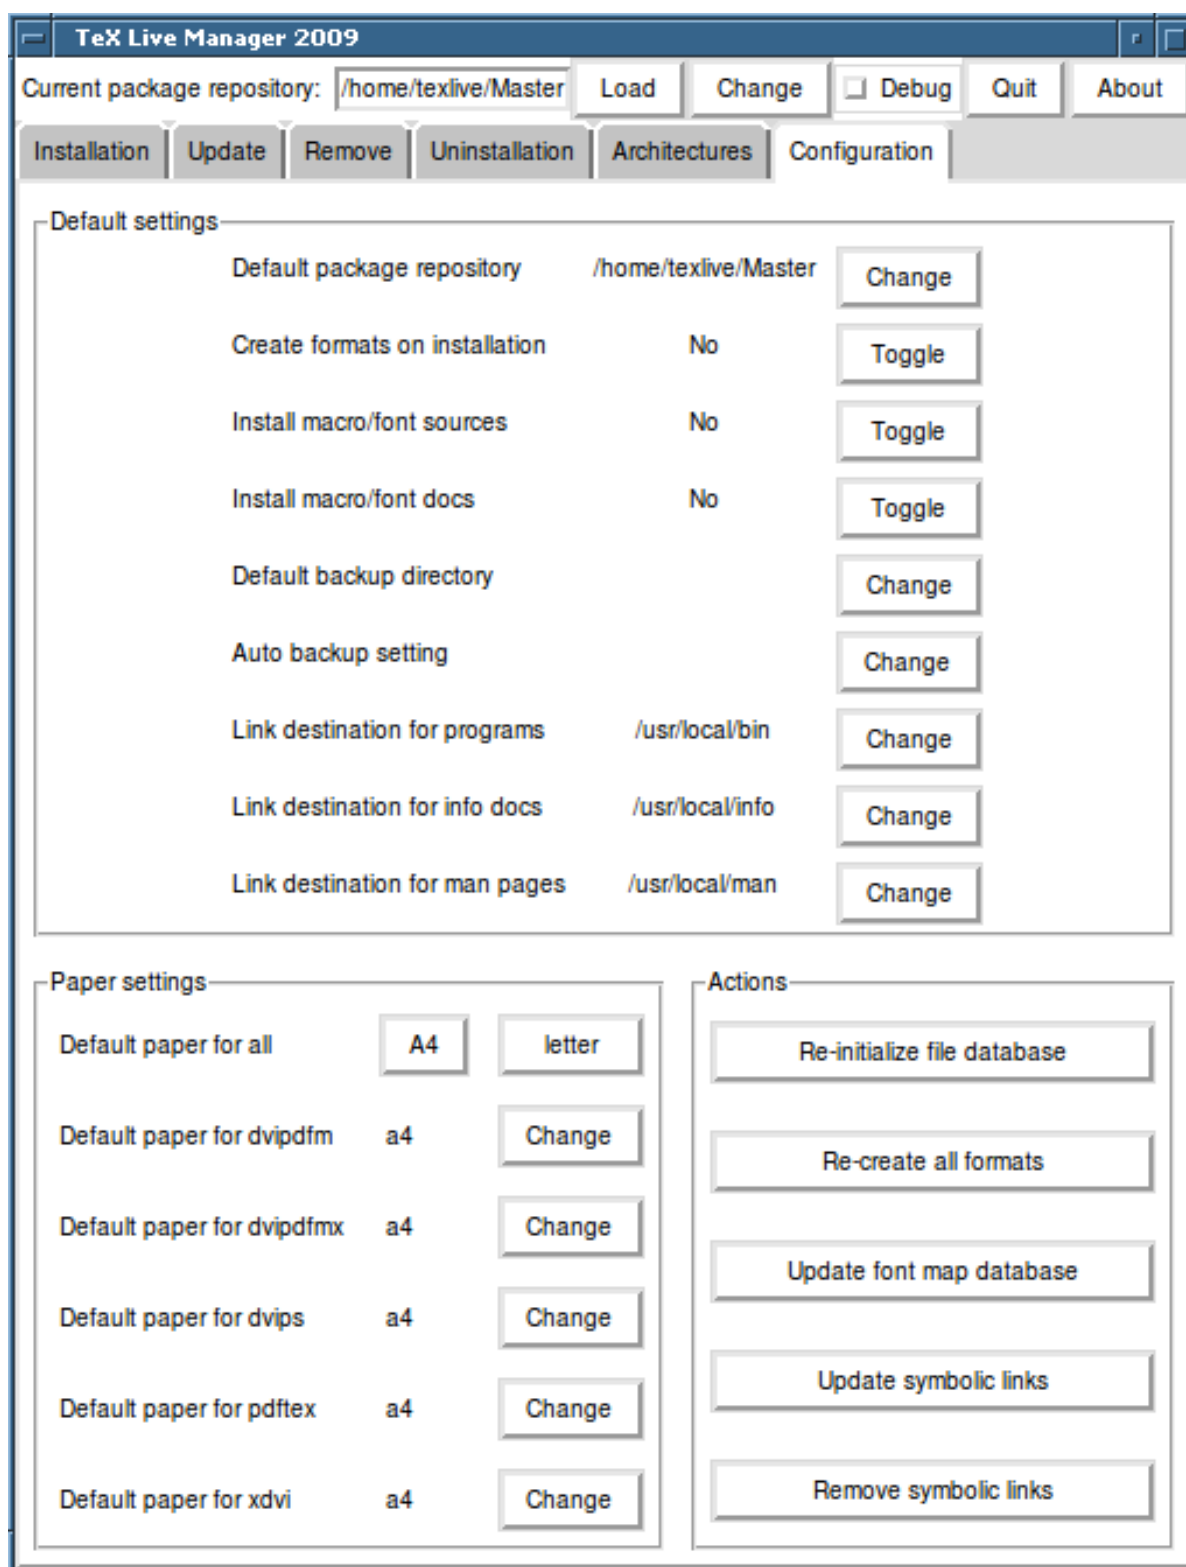 TeX Live Manager 2009
Current package repository: /home/texlive/Master Load Change Debug Quit About
Installation Update Remove Uninstallation Architectures Configuration
Default settings
Default package repository /home/texlive/Master Change
Create formats on installation No Toggle
Install macro/font sources No Toggle
Install macro/font docs No Toggle
Default backup directory Change
Auto backup setting Change
Link destination for programs /usr/local/bin Change
Link destination for info docs /usr/local/info Change
Link destination for man pages /usr/local/man Change
Paper settings
Default paper for all A4 letter
Default paper for dvipdfm a4 Change
Default paper for dvipdfmx a4 Change
Default paper for dvips a4 Change
Default paper for pdftex a4 Change
Default paper for xdvi a4 Change
Actions
Re-initialize file database
Re-create all formats
Update font map database
Update symbolic links
Remove symbolic links